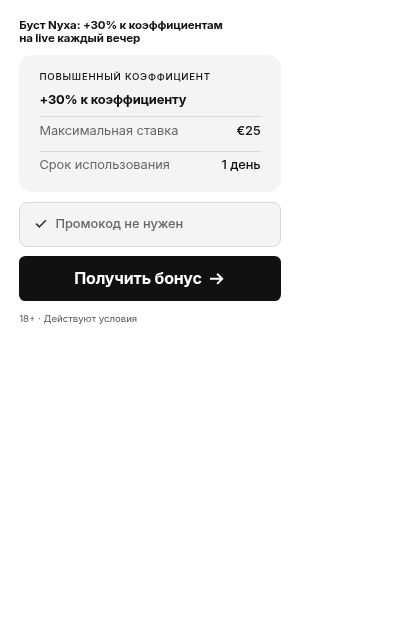 Буст Nyxa: +30% к коэффициентам
на live каждый вечер
ПОВЫШЕННЫЙ КОЭФФИЦИЕНТ
+30% к коэффициенту
Максимальная ставка €25
Срок использования 1 день
Промокод не нужен
Получить бонус →
18+ · Действуют условия